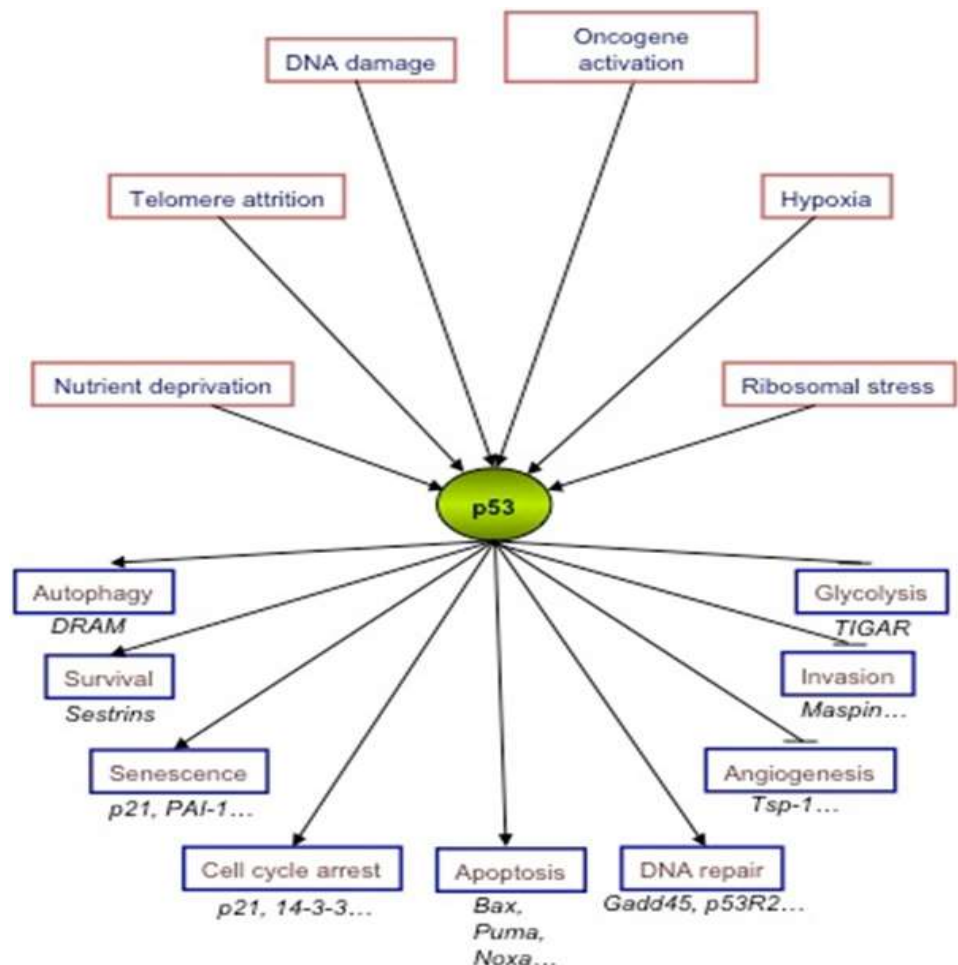 Oncogene
activation
DNA damage
Telomere attrition
Hypoxia
Nutrient deprivation
Ribosomal stress
p53
Autophagy
DRAM
Glycolysis
TIGAR
Survival
Sestrins
Invasion
Maspin...
Senescence
p21, PAI-1...
Angiogenesis
Tsp-1...
Cell cycle arrest
p21, 14-3-3...
Apoptosis
Bax,
Puma,
Noxa...
DNA repair
Gadd45, p53R2...